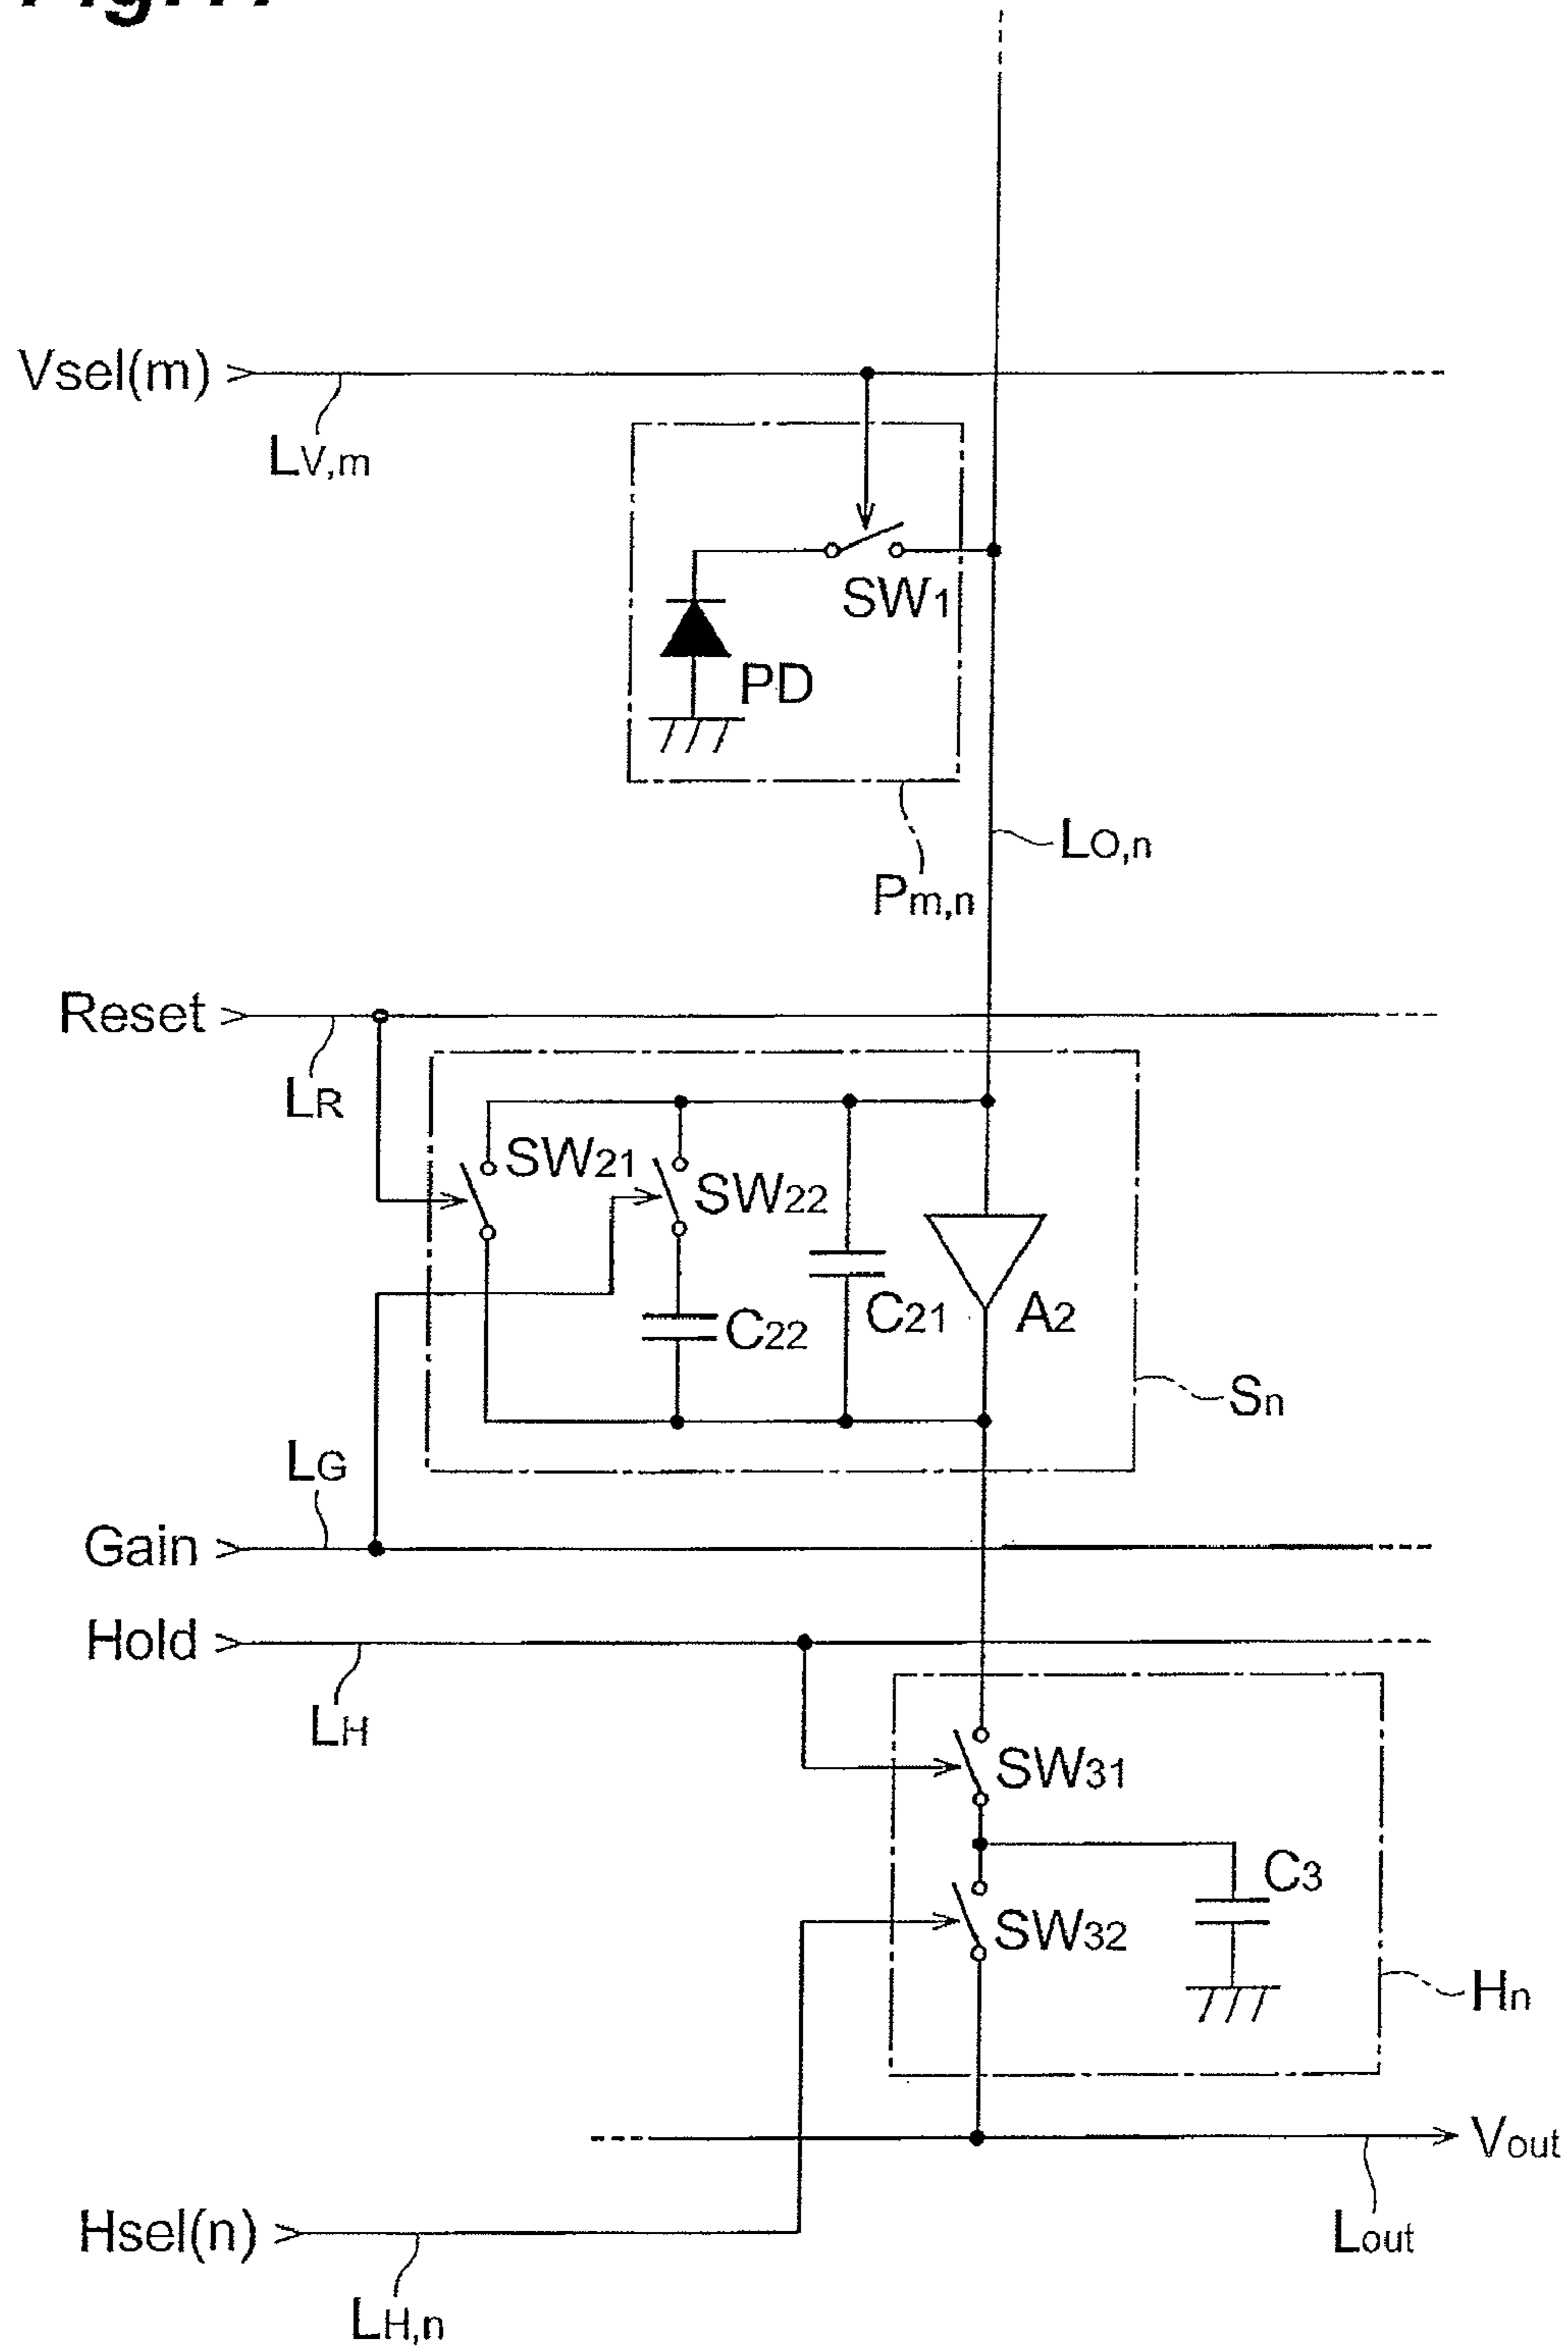 Vsel(m)
LV,m
SW1
PD
LO,n
Pm,n
Reset
LR
SW21
SW22
C21
C22
A2
Sn
LG
Gain
Hold
LH
SW31
C3
SW32
Hn
Vout
Lout
Hsel(n)
LH,n